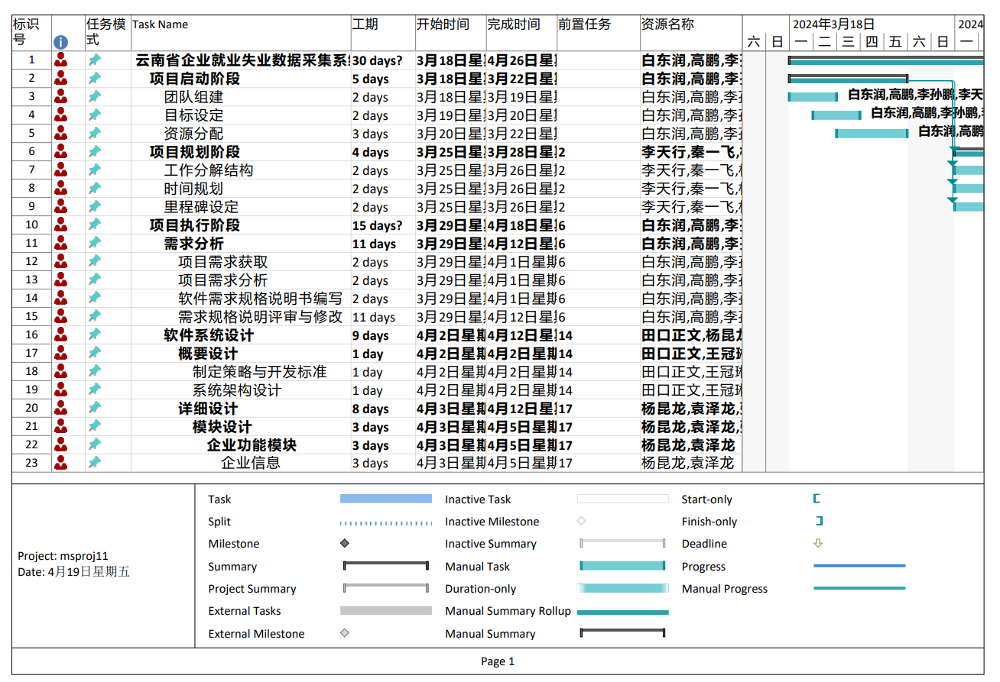 标识号 任务模式 Task Name 工期 开始时间 完成时间 前置任务 资源名称 2024年3月18日 2024
六 日 一 二 三 四 五 六 日 一
1 云南省企业就业失业数据采集系 30 days? 3月18日星 4月26日星 白东润,高鹏,李
2 项目启动阶段 5 days 3月18日星 3月22日星 白东润,高鹏,李
3 团队组建 2 days 3月18日星 3月19日星 白东润,高鹏,李 白东润,高鹏,李孙鹏,李天
4 目标设定 2 days 3月19日星 3月20日星 白东润,高鹏,李 白东润,高鹏,李孙鹏,
5 资源分配 3 days 3月20日星 3月22日星 白东润,高鹏,李 白东润,高鹏
6 项目规划阶段 4 days 3月25日星 3月28日星 2 李天行,秦一飞,
7 工作分解结构 2 days 3月25日星 3月26日星 2 李天行,秦一飞,
8 时间规划 2 days 3月25日星 3月26日星 2 李天行,秦一飞,
9 里程碑设定 2 days 3月25日星 3月26日星 2 李天行,秦一飞,
10 项目执行阶段 15 days? 3月29日星 4月18日星 6 白东润,高鹏,李
11 需求分析 11 days 3月29日星 4月12日星 6 白东润,高鹏,李
12 项目需求获取 2 days 3月29日星 4月1日星期 6 白东润,高鹏,李
13 项目需求分析 2 days 3月29日星 4月1日星期 6 白东润,高鹏,李
14 软件需求规格说明书编写 2 days 3月29日星 4月1日星期 6 白东润,高鹏,李
15 需求规格说明评审与修改 11 days 3月29日星 4月12日星 6 白东润,高鹏,李
16 软件系统设计 9 days 4月2日星期 4月12日星 14 田口正文,杨昆龙
17 概要设计 1 day 4月2日星期 4月2日星期 14 田口正文,王冠
18 制定策略与开发标准 1 day 4月2日星期 4月2日星期 14 田口正文,王冠
19 系统架构设计 1 day 4月2日星期 4月2日星期 14 田口正文,王冠
20 详细设计 8 days 4月3日星期 4月12日星 17 杨昆龙,袁泽龙,
21 模块设计 3 days 4月3日星期 4月5日星期 17 杨昆龙,袁泽龙,
22 企业功能模块 3 days 4月3日星期 4月5日星期 17 杨昆龙,袁泽龙
23 企业信息 3 days 4月3日星期 4月5日星期 17 杨昆龙,袁泽龙
Project: msproj11
Date: 4月19日星期五
Task Inactive Task Start-only
Split Inactive Milestone Finish-only
Milestone Inactive Summary Deadline
Summary Manual Task Progress
Project Summary Duration-only Manual Progress
External Tasks Manual Summary Rollup
External Milestone Manual Summary
Page 1